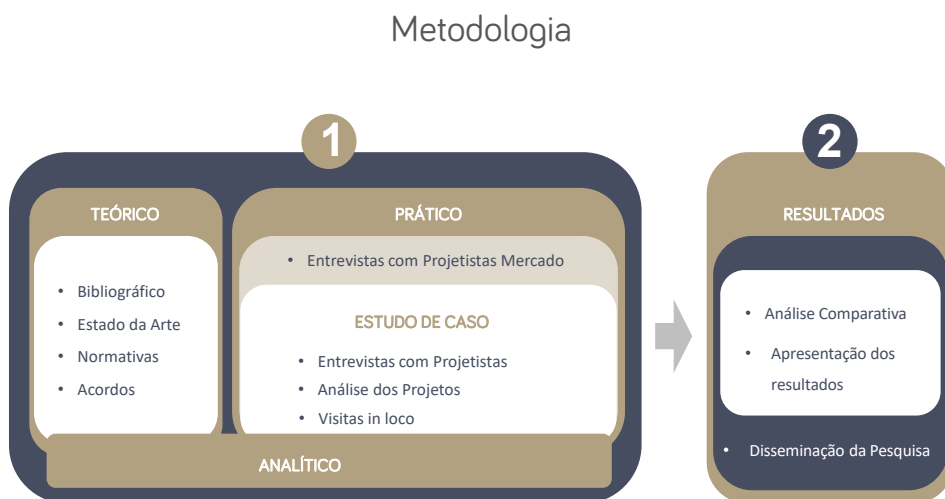 Metodologia
1
TEÓRICO
• Bibliográfico
• Estado da Arte
• Normativas
• Acordos
PRÁTICO
• Entrevistas com Projetistas Mercado
ESTUDO DE CASO
• Entrevistas com Projetistas
• Análise dos Projetos
• Visitas in loco
ANALÍTICO
2
RESULTADOS
• Análise Comparativa
• Apresentação dos
resultados
• Disseminação da Pesquisa